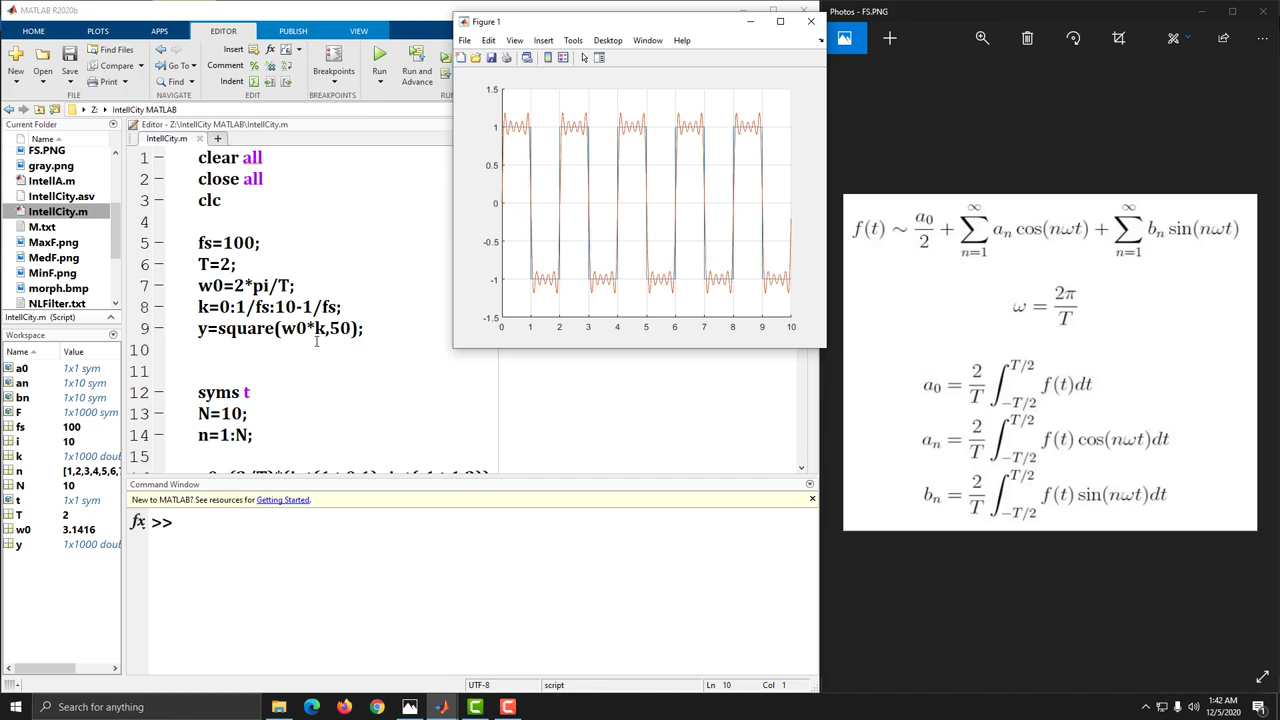 MATLAB R2020b
HOME PLOTS APPS EDITOR PUBLISH VIEW
New Open Save
Find Files
Compare
Print
Go To
Find
Insert
Comment
Indent
EDIT
Breakpoints
BREAKPOINTS
Run
Run and
Advance
Z: IntellCity MATLAB
Current Folder
Name
FS.PNG
gray.png
IntellA.m
IntellCity.asv
IntellCity.m
M.txt
MaxF.png
MedF.png
MinF.png
morph.bmp
NLFilter.txt
IntellCity.m (Script)
Workspace
Name Value
a0 1x1 sym
an 1x10 sym
bn 1x10 sym
F 1x1000 sym
fs 100
i 10
k 1x1000 doub
n [1,2,3,4,5,6,7
N 10
t 1x1 sym
T 2
w0 3.1416
y 1x1000 doub
Editor - Z:\IntellCity MATLAB\IntellCity.m
IntellCity.m
1 clear all
2 close all
3 clc
4
5 fs=100;
6 T=2;
7 w0=2*pi/T;
8 k=0:1/fs:10-1/fs;
9 y=square(w0*k,50);
10
11
12 syms t
13 N=10;
14 n=1:N;
15
Command Window
New to MATLAB? See resources for Getting Started.
fx >>
UTF-8 script Ln 10 Col 1
Figure 1
File Edit View Insert Tools Desktop Window Help
1.5
1
0.5
0
-0.5
-1
-1.5
0 1 2 3 4 5 6 7 8 9 10
Photos - FS.PNG
f(t) ∼ a₀/2 + ∑_{n=1}^{∞} aₙ cos(nωt) + ∑_{n=1}^{∞} bₙ sin(nωt)
ω = 2π/T
a₀ = 2/T ∫_{−T/2}^{T/2} f(t)dt
aₙ = 2/T ∫_{−T/2}^{T/2} f(t) cos(nωt)dt
bₙ = 2/T ∫_{−T/2}^{T/2} f(t) sin(nωt)dt
Search for anything
1:42 AM
12/5/2020